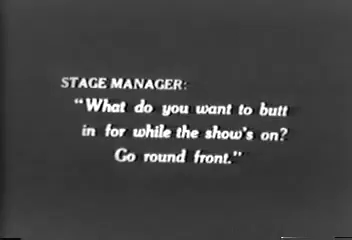 STAGE MANAGER:
"What do you want to butt
in for while the show's on?
Go round front."